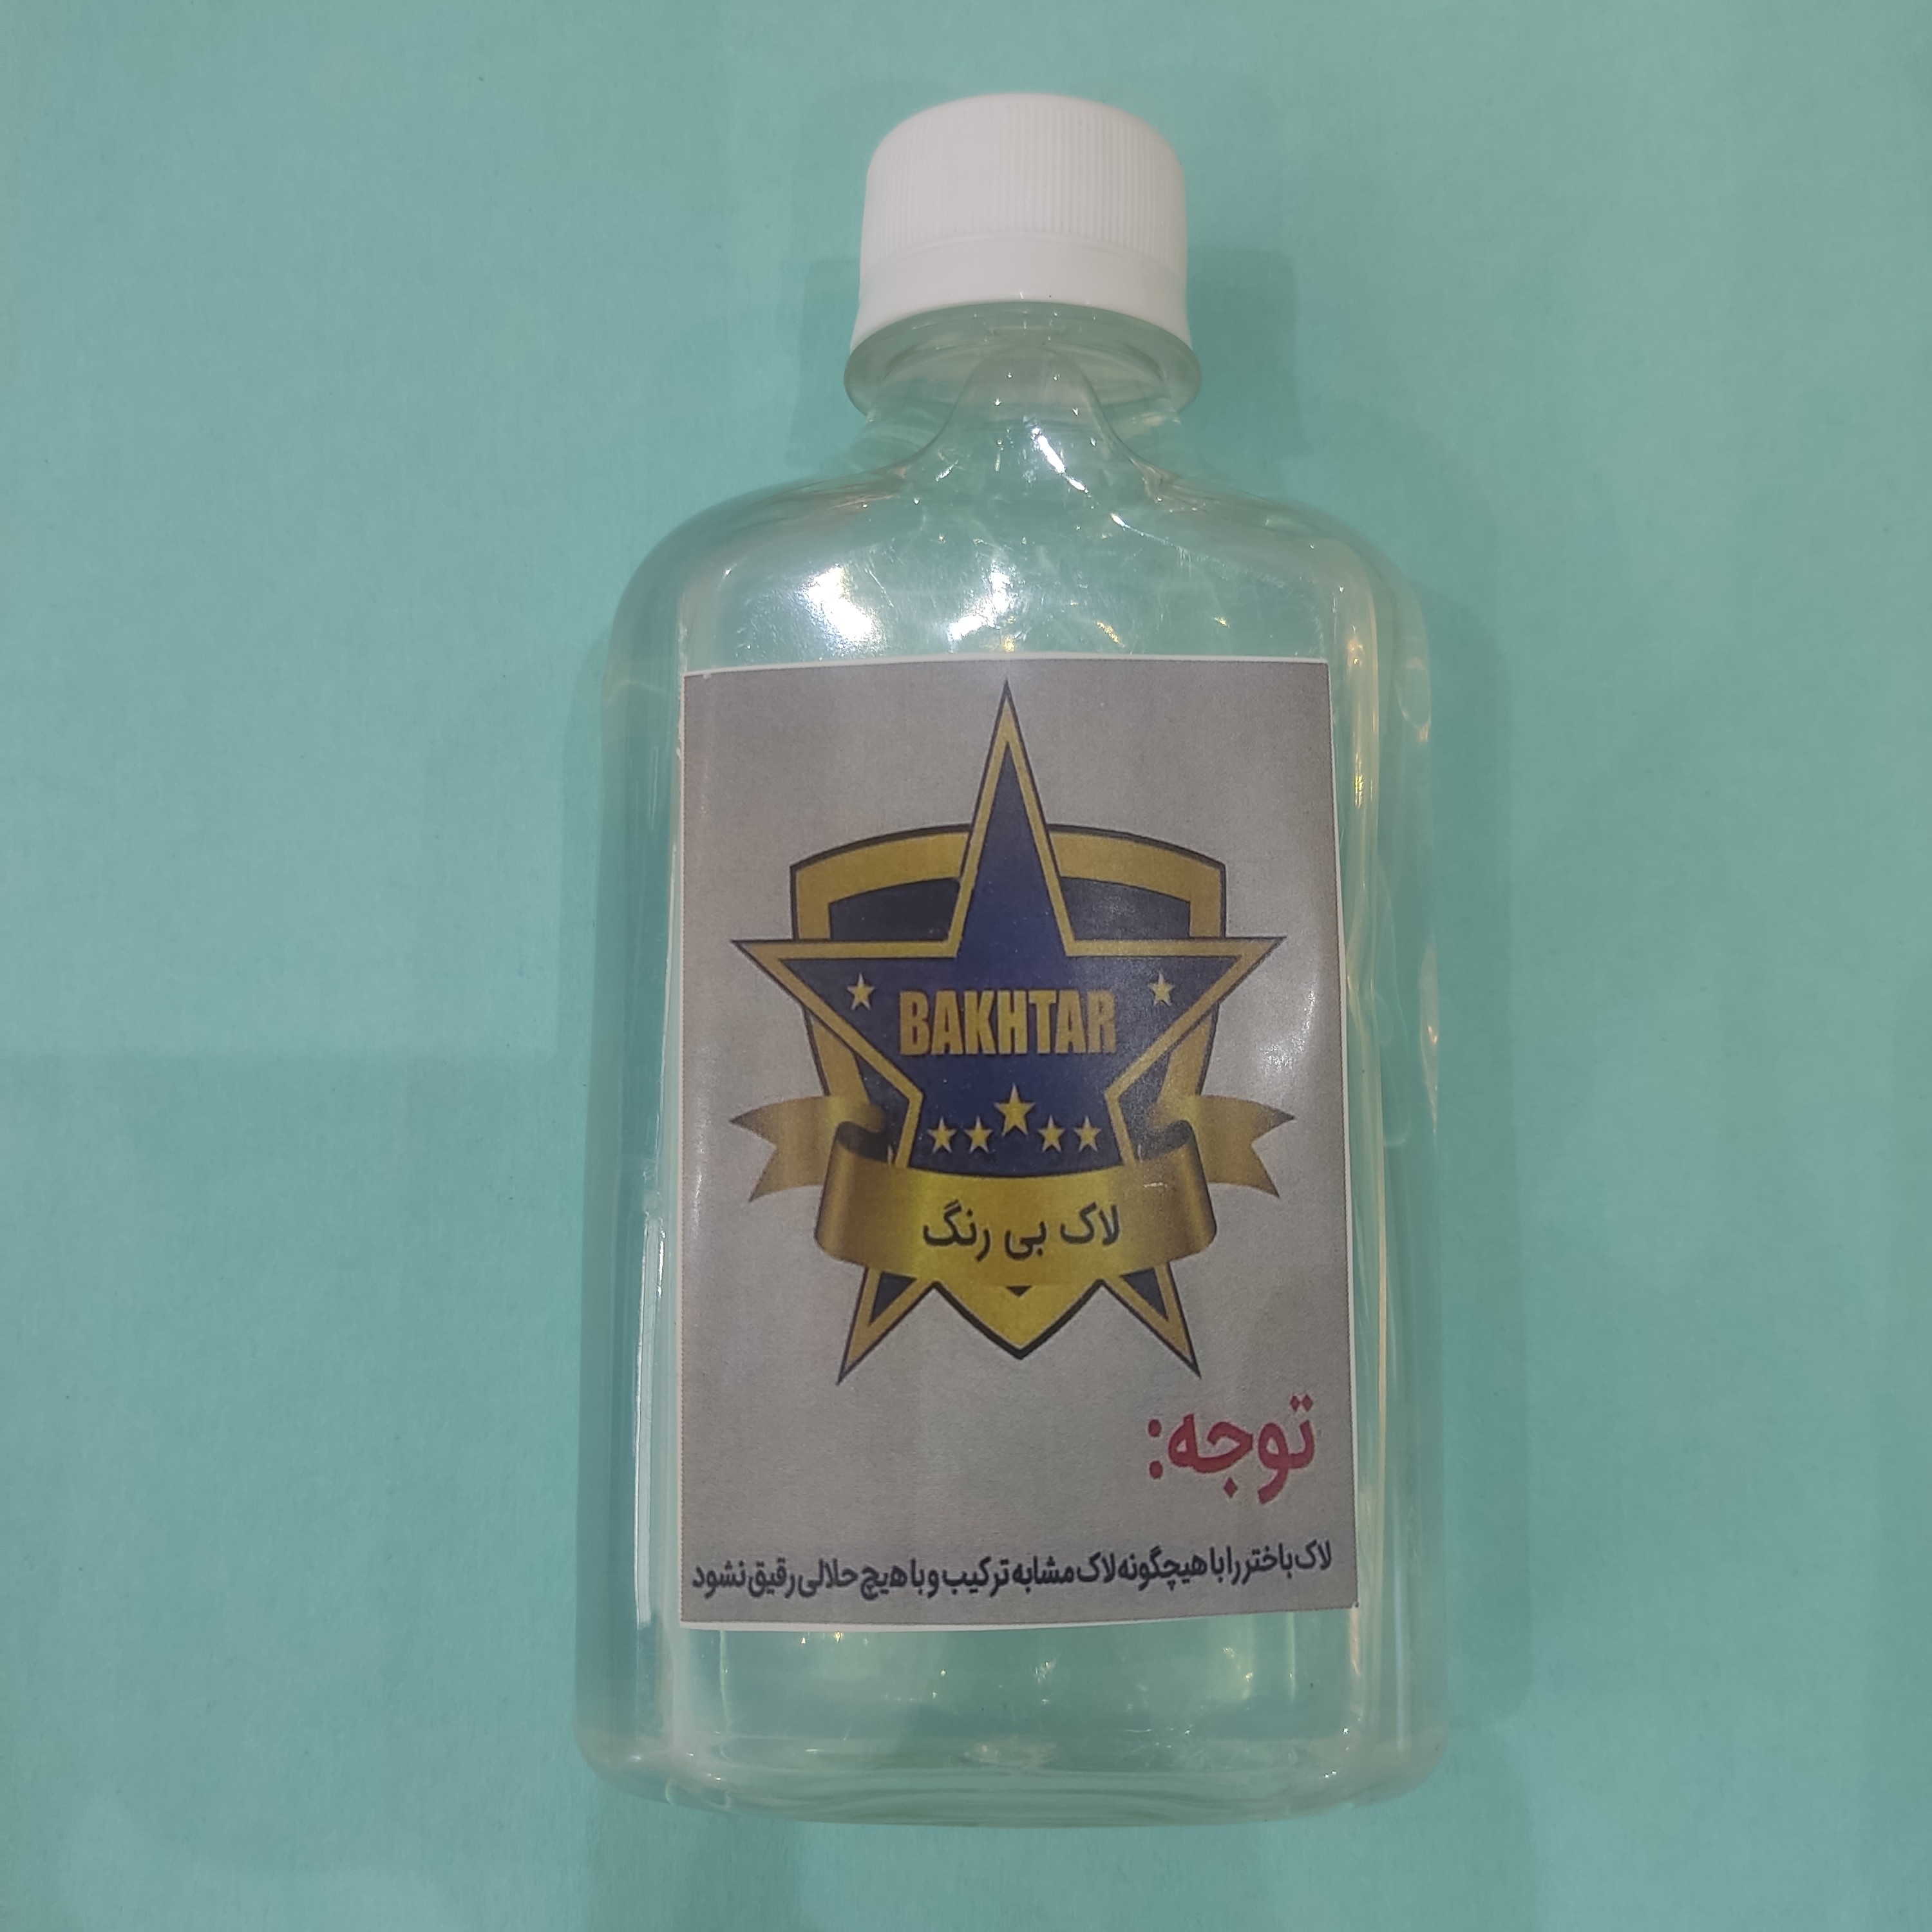 BAKHTAR
لاک بی رنگ
توجه:
لاک باختر را با هیچگونه لاک مشابه ترکیب و با هیچ حلالی رقیق نشود